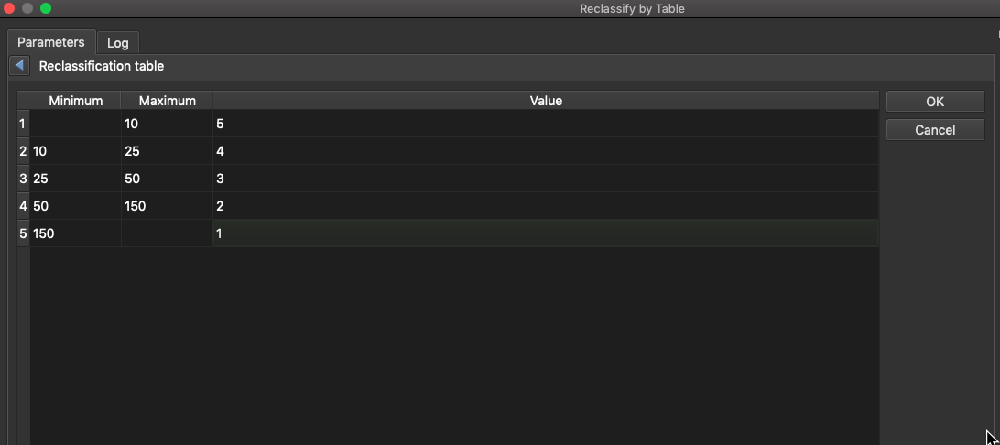 Reclassify by Table
Parameters Log
Reclassification table
Minimum Maximum Value
OK
1 10 5
Cancel
2 10 25 4
3 25 50 3
4 50 150 2
5 150 1